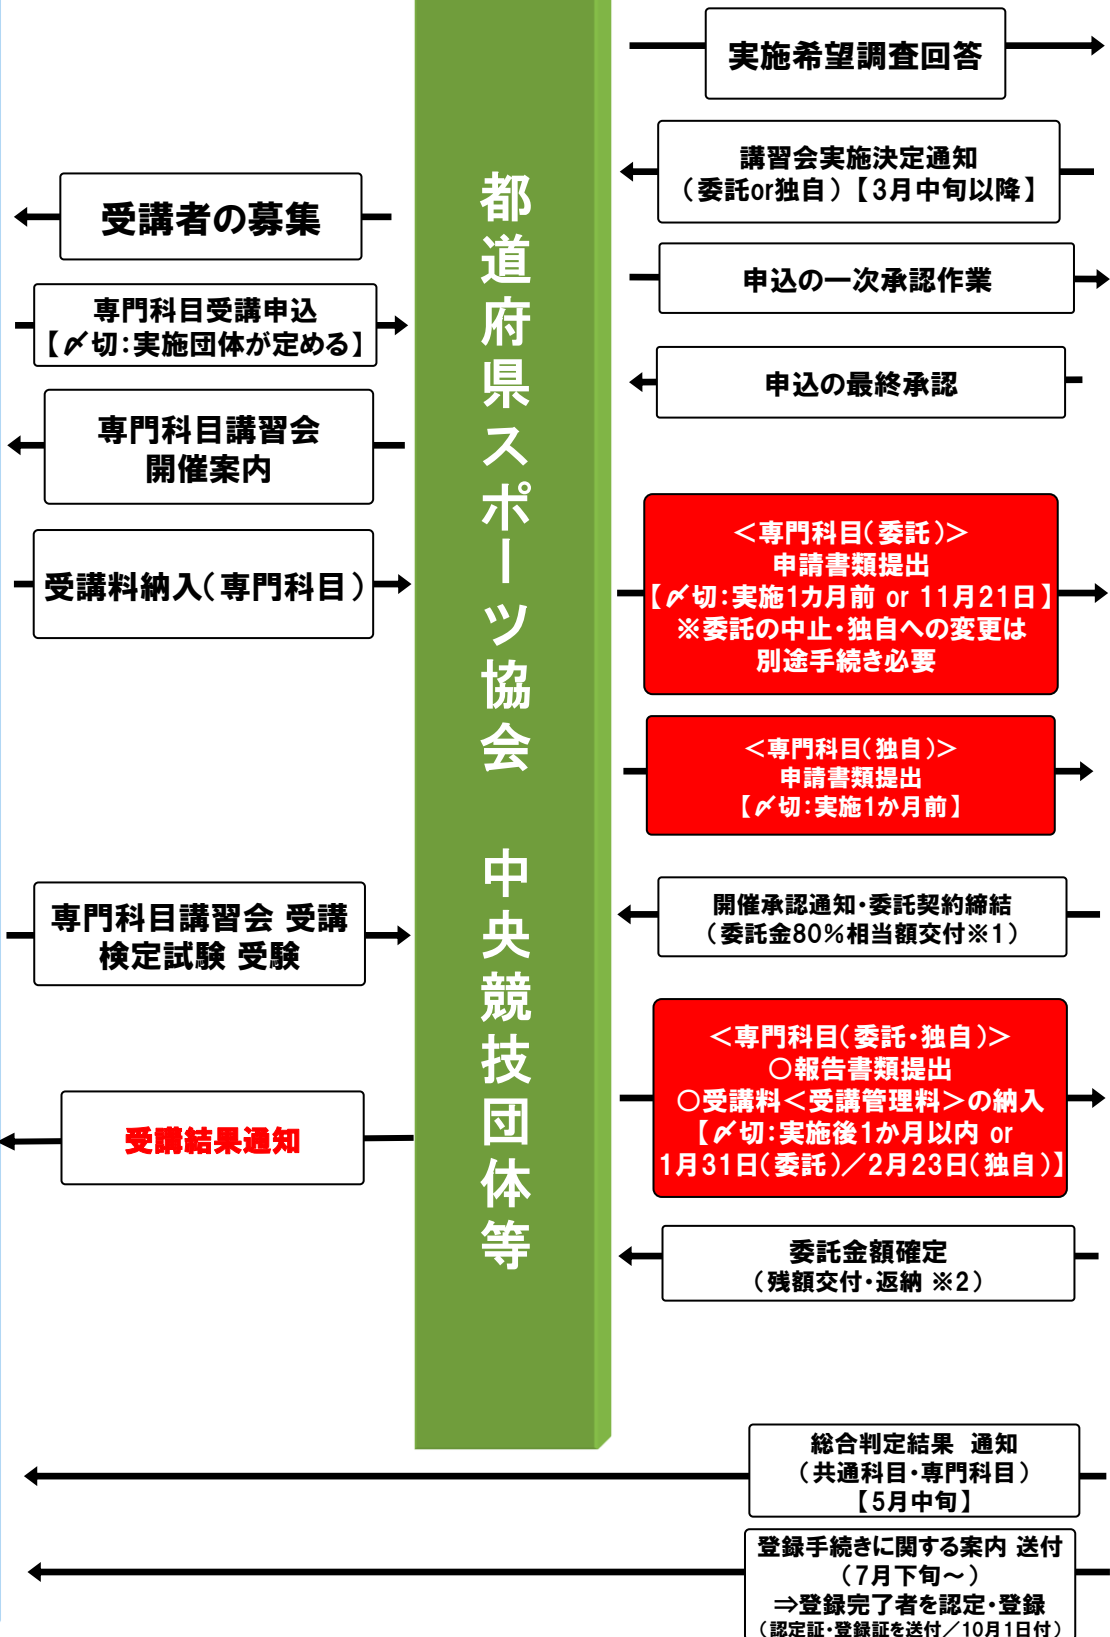 実施希望調査回答
講習会実施決定通知
（委託or独自）【3月中旬以降】
受講者の募集
申込の一次承認作業
専門科目受講申込
【〆切：実施団体が定める】
申込の最終承認
専門科目講習会
開催案内
受講料納入（専門科目）
都道府県スポーツ協会　中央競技団体等
＜専門科目（委託）＞
申請書類提出
【〆切：実施1カ月前 or 11月21日】
※委託の中止・独自への変更は
別途手続き必要
＜専門科目（独自）＞
申請書類提出
【〆切：実施1か月前】
専門科目講習会 受講
検定試験 受験
開催承認通知・委託契約締結
（委託金80％相当額交付※1）
＜専門科目（委託・独自）＞
○報告書類提出
○受講料＜受講管理料＞の納入
【〆切：実施後1か月以内 or
1月31日（委託）／2月23日（独自）】
受講結果通知
委託金額確定
（残額交付・返納 ※2）
総合判定結果　通知
（共通科目・専門科目）
【5月中旬】
登録手続きに関する案内 送付
（7月下旬～）
⇒登録完了者を認定・登録
（認定証・登録証を送付／10月1日付）